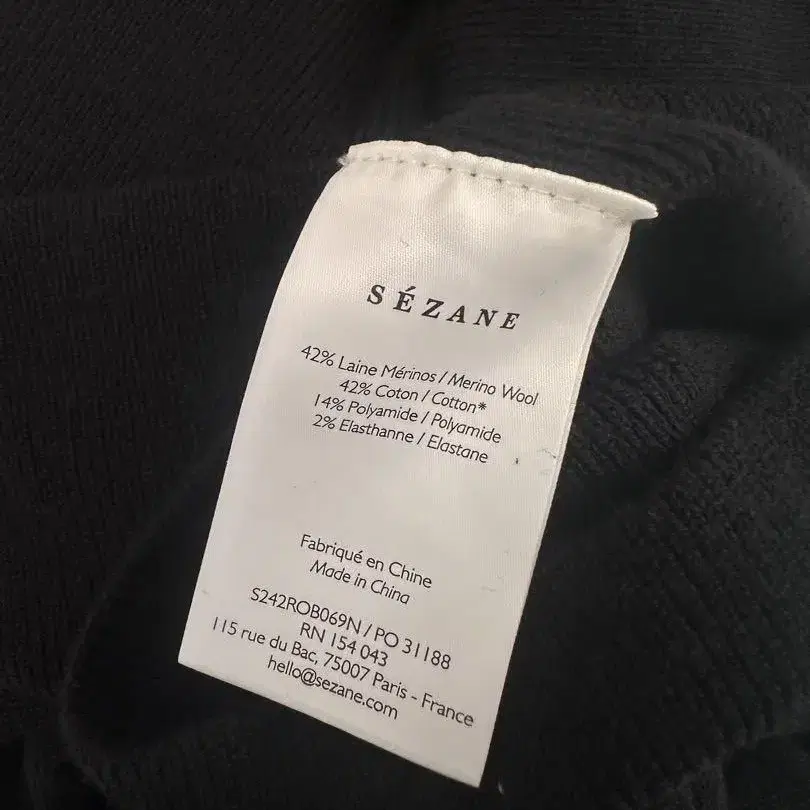 SÉZANE
42% Laine Mérinos / Merino Wool
42% Coton / Cotton*
14% Polyamide / Polyamide
2% Elasthanne / Elastane
Fabriqué en Chine
Made in China
S242ROB069N / PO 31188
RN 154 043
115 rue du Bac, 75007 Paris - France
hello@sezane.com